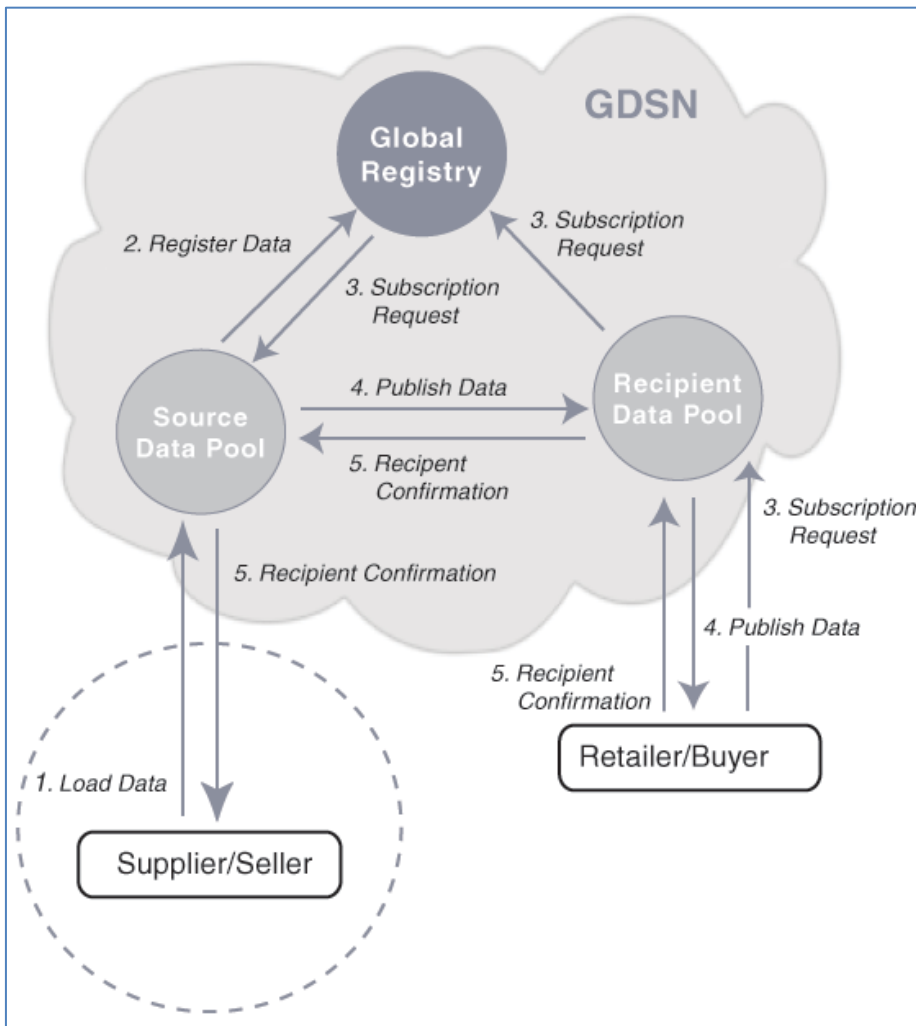 GDSN
Global
Registry
2. Register Data
3. Subscription
Request
3. Subscription
Request
Source
Data Pool
4. Publish Data
Recipient
Data Pool
5. Recipent
Confirmation
3. Subscription
Request
5. Recipient Confirmation
4. Publish Data
5. Recipient
Confirmation
Retailer/Buyer
1. Load Data
Supplier/Seller